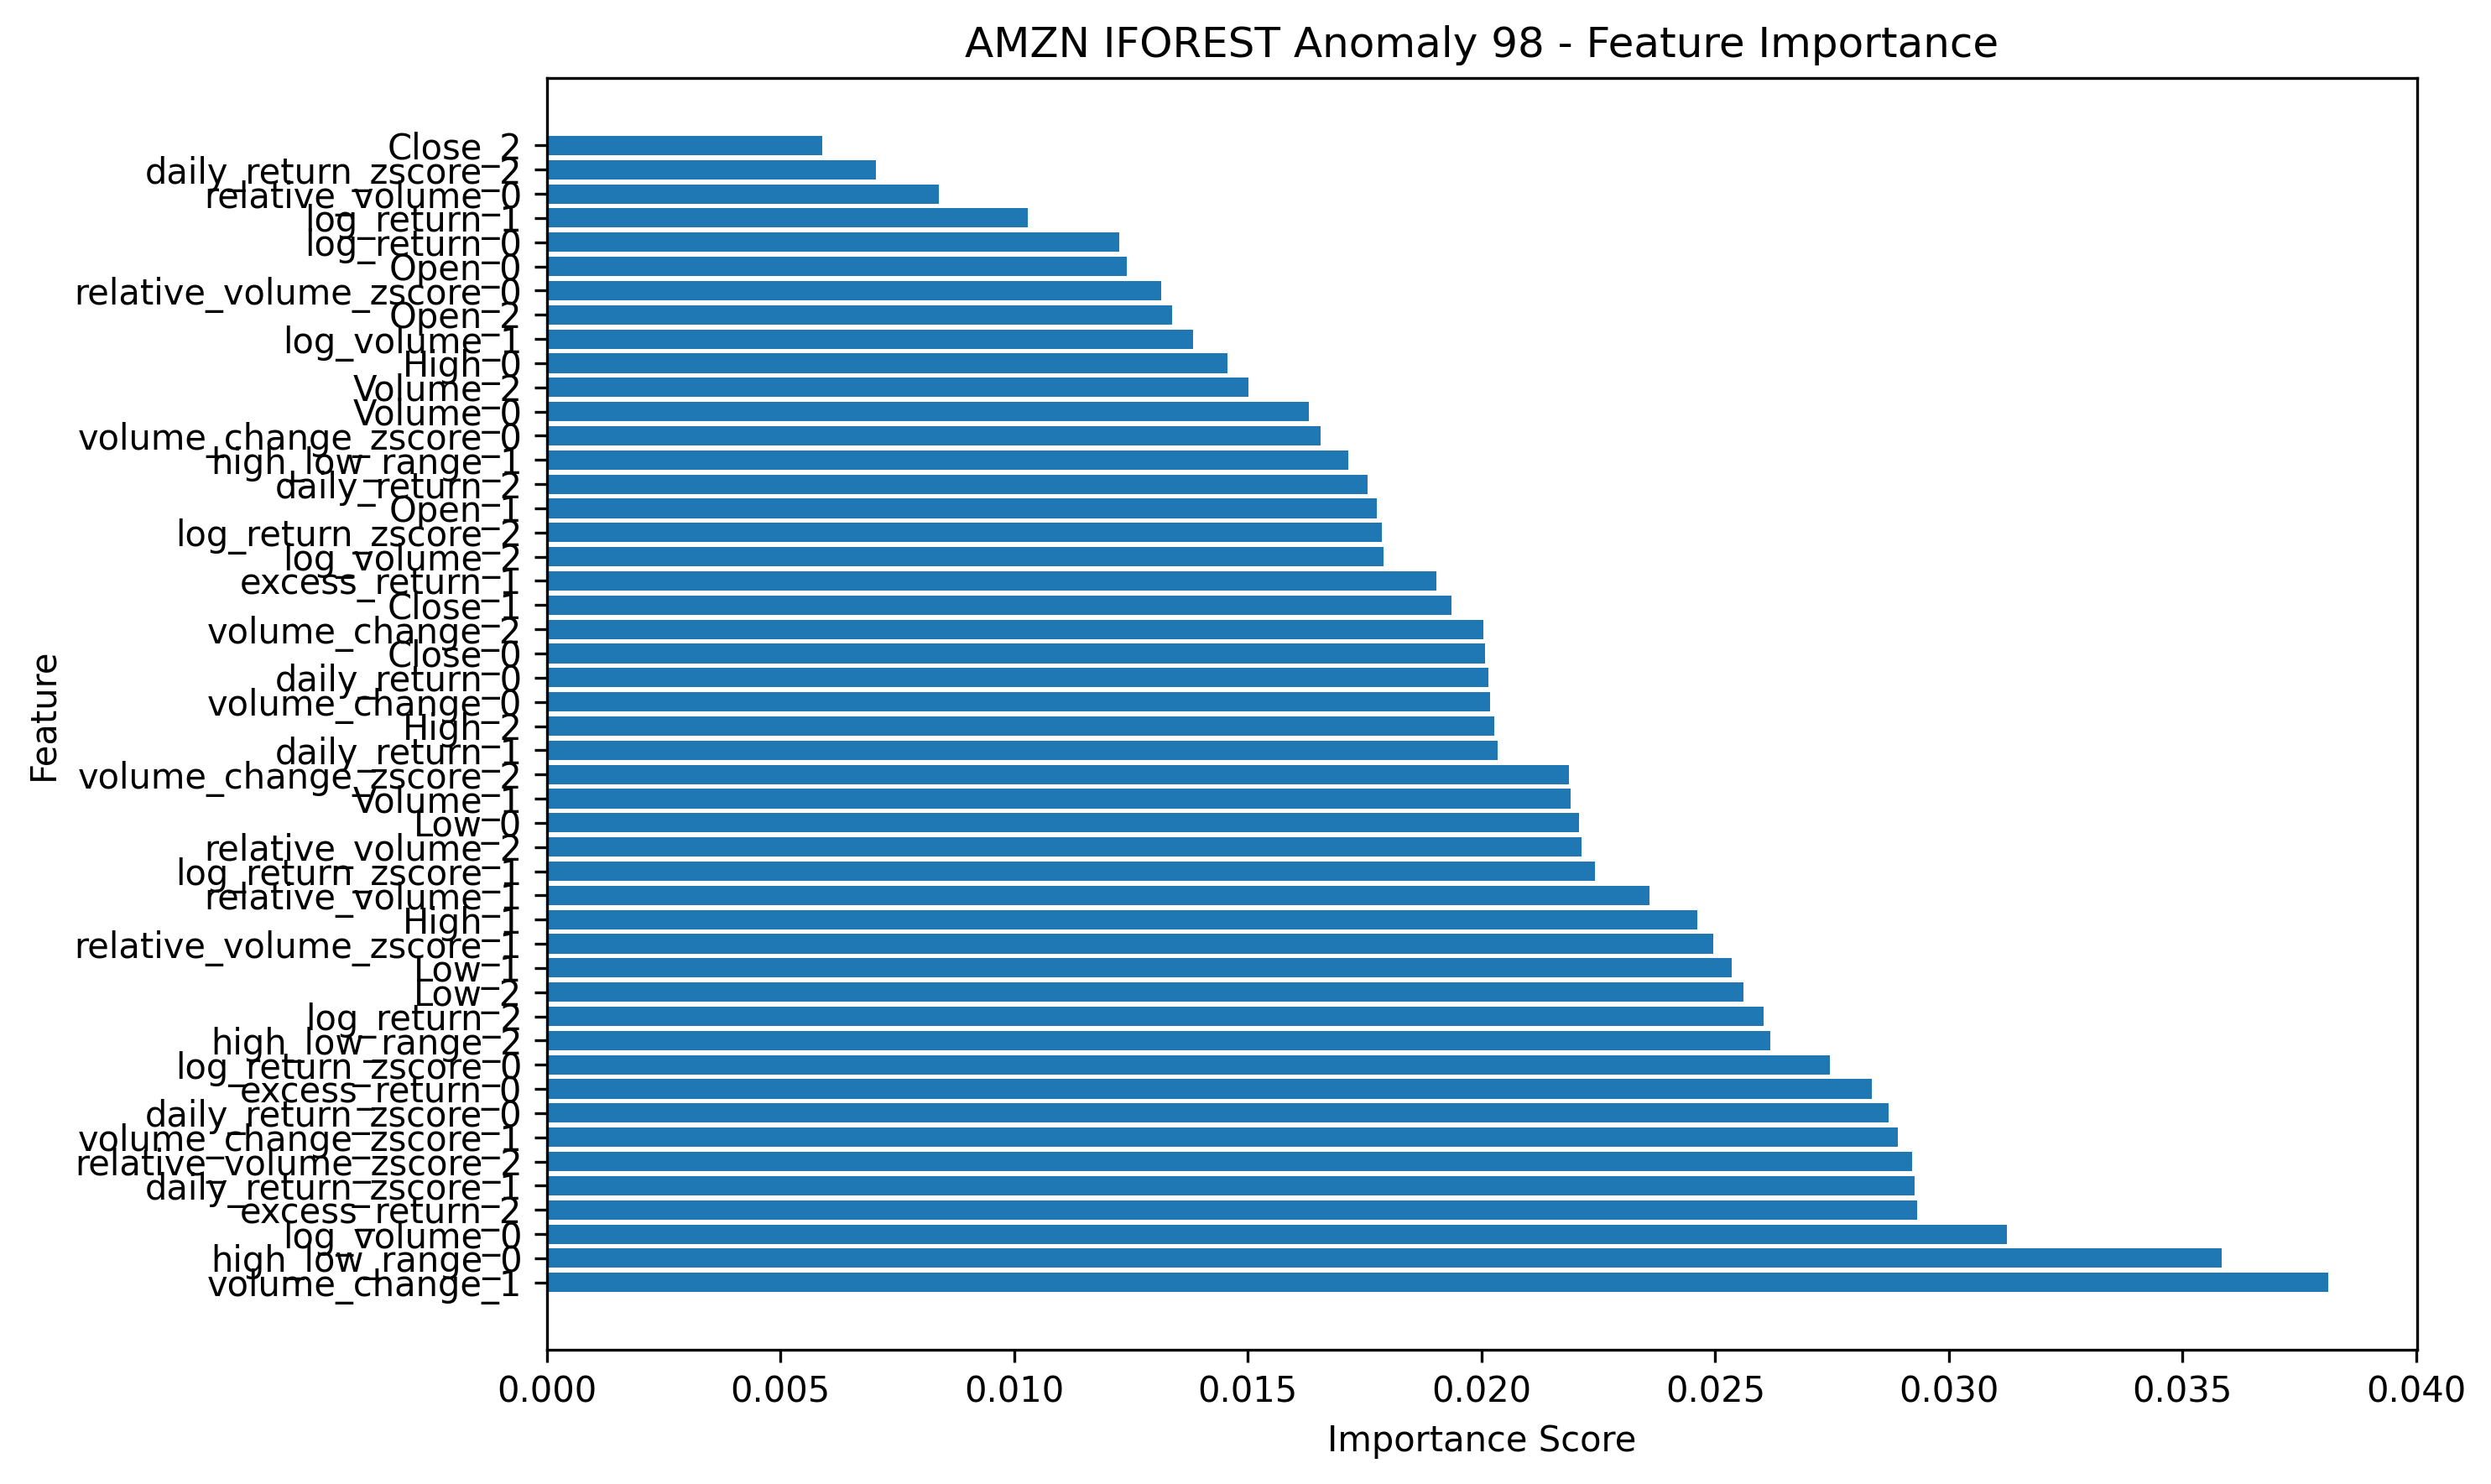 AMZN IFOREST Anomaly 98 - Feature Importance
Close_2
daily_return_zscore_2
relative_volume_0
log_return_1
log_return_0
Open_0
relative_volume_zscore_0
Open_2
log_volume_1
High_0
Volume_2
Volume_0
volume_change_zscore_0
high_low_range_1
daily_return_2
Open_1
log_return_zscore_2
log_volume_2
excess_return_1
Close_1
volume_change_2
Close_0
daily_return_0
volume_change_0
High_2
daily_return_1
volume_change_zscore_2
Volume_1
Low_0
relative_volume_2
log_return_zscore_1
relative_volume_1
High_1
relative_volume_zscore_1
Low_1
Low_2
log_return_2
high_low_range_2
log_return_zscore_0
excess_return_0
daily_return_zscore_0
volume_change_zscore_1
relative_volume_zscore_2
daily_return_zscore_1
excess_return_2
log_volume_0
high_low_range_0
volume_change_1
Feature
0.000 0.005 0.010 0.015 0.020 0.025 0.030 0.035 0.040
Importance Score